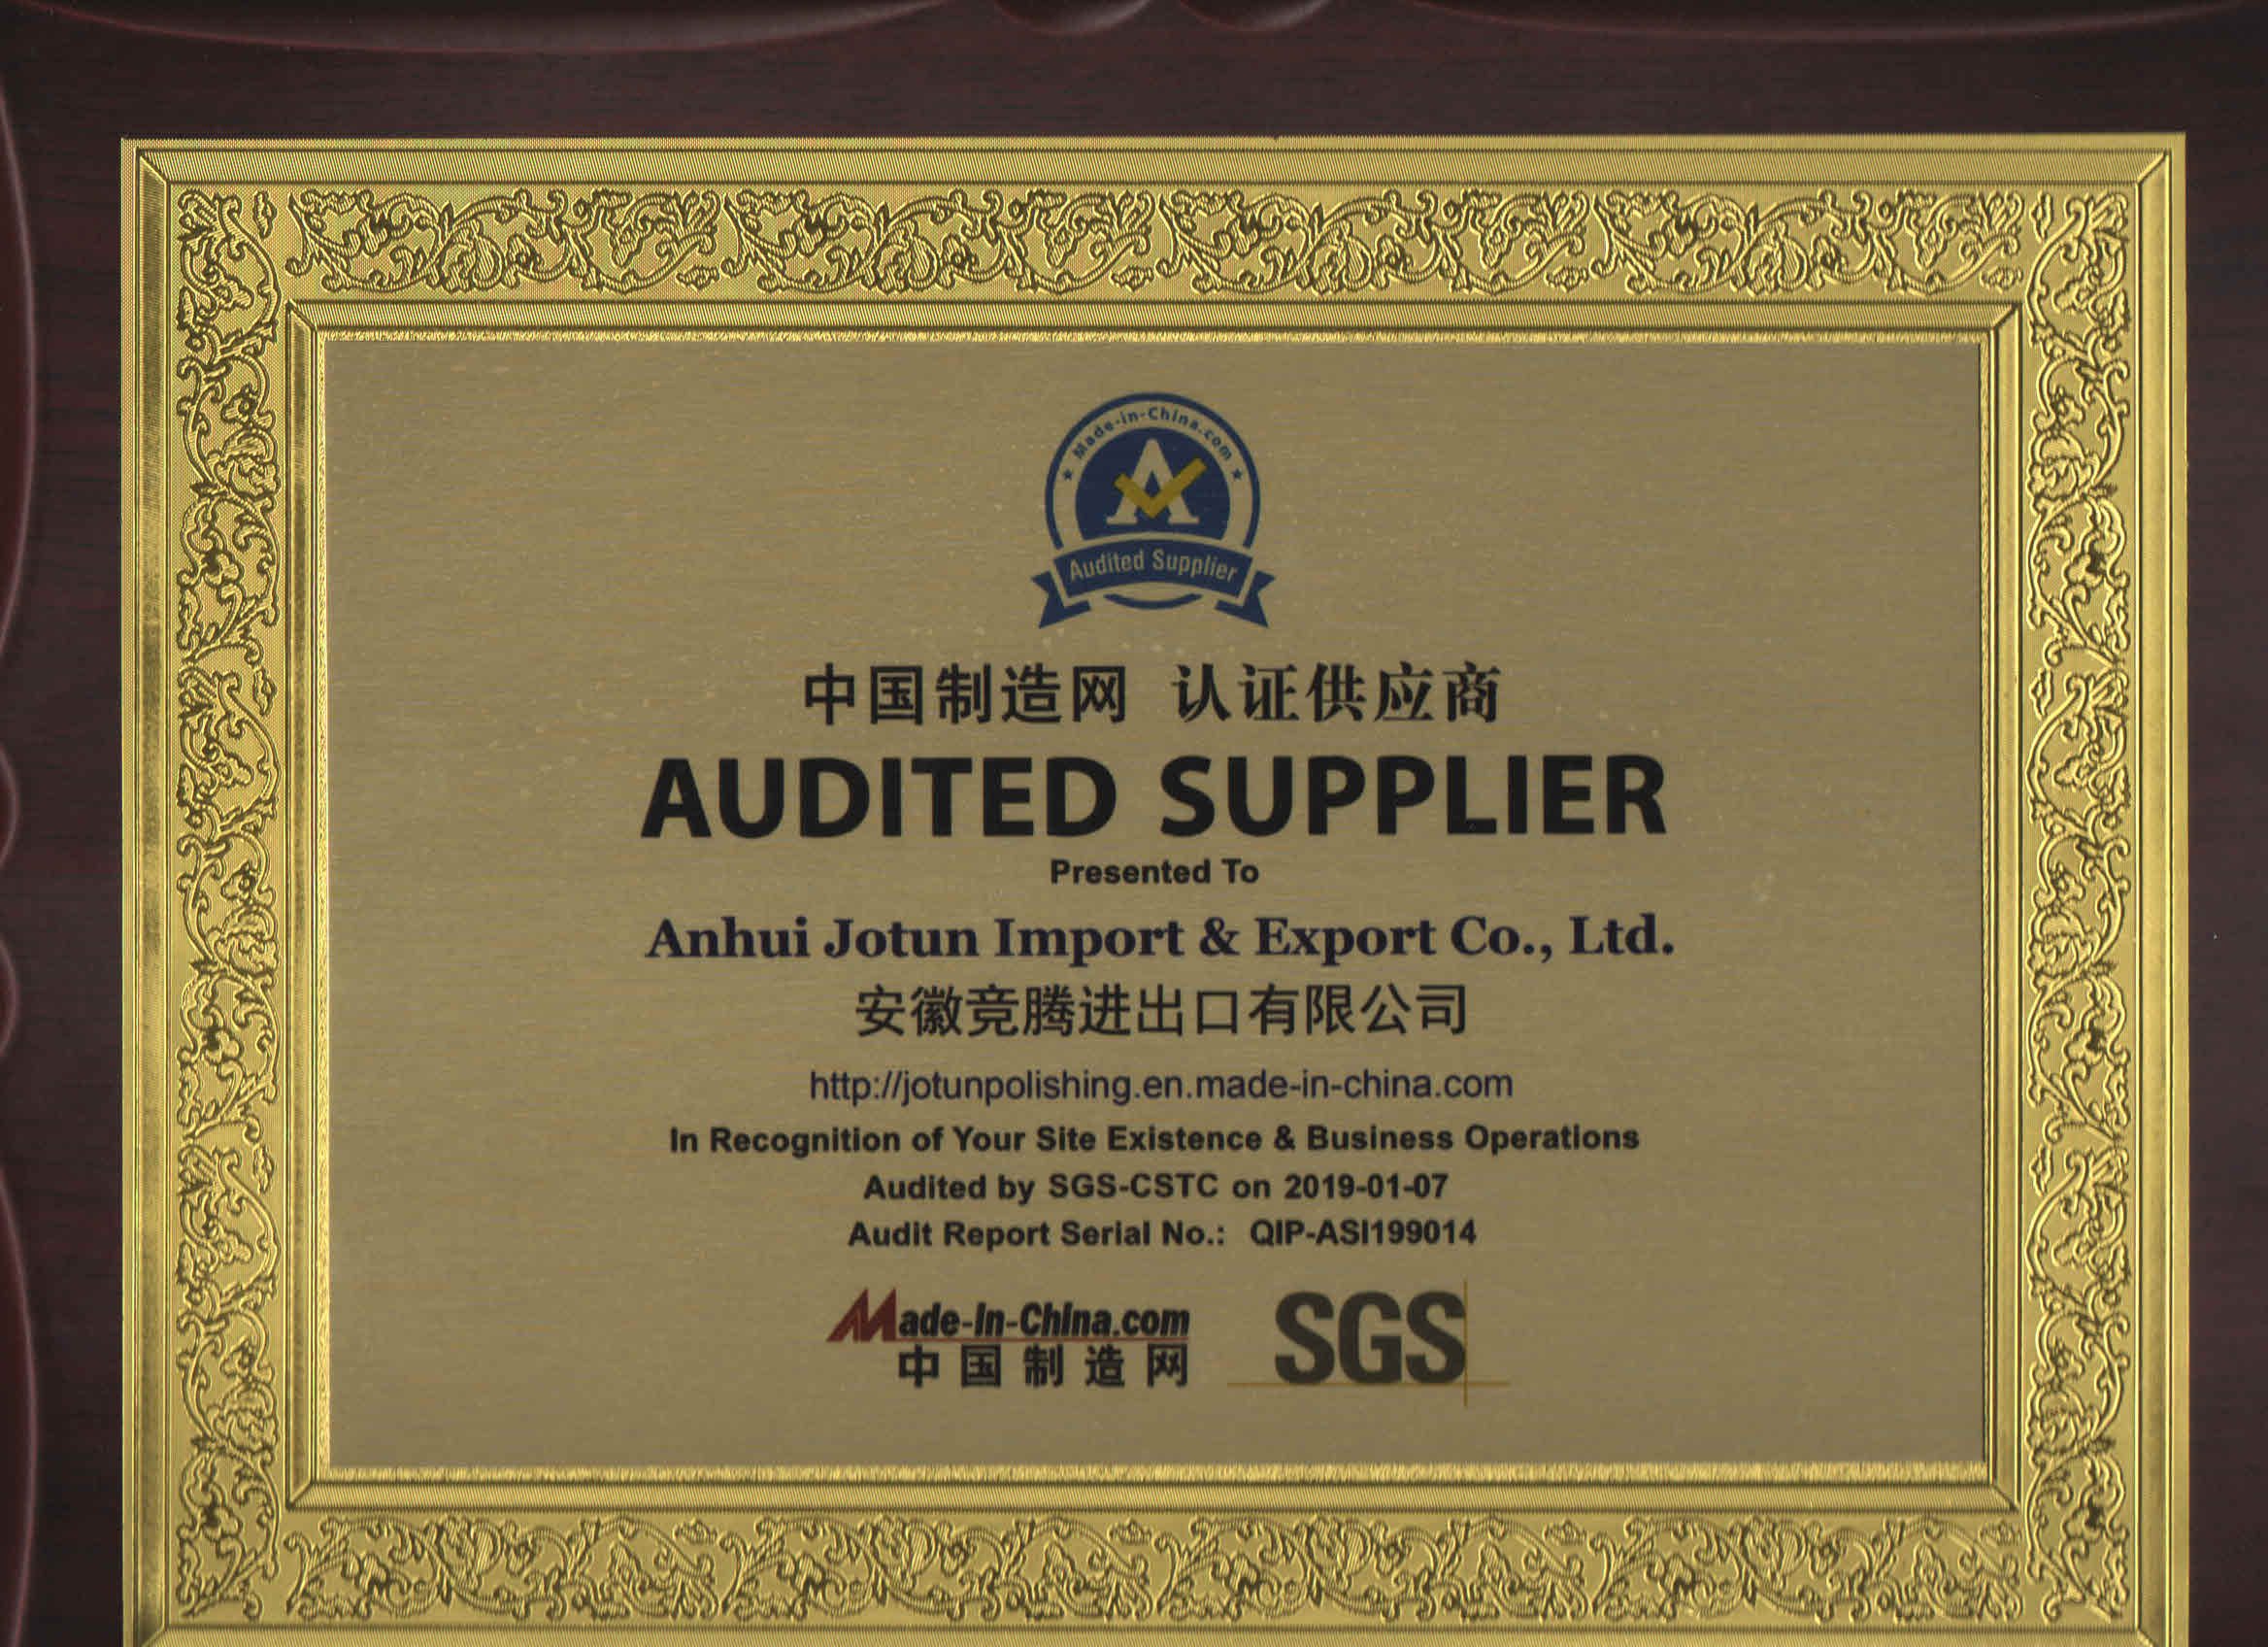 Made-in-China.com
A
Audited Supplier
中国制造网 认证供应商
AUDITED SUPPLIER
Presented To
Anhui Jotun Import & Export Co., Ltd.
安徽竞腾进出口有限公司
http://jotunpolishing.en.made-in-china.com
In Recognition of Your Site Existence & Business Operations
Audited by SGS-CSTC on 2019-01-07
Audit Report Serial No.: QIP-ASI199014
Made-in-China.com
中国制造网
SGS